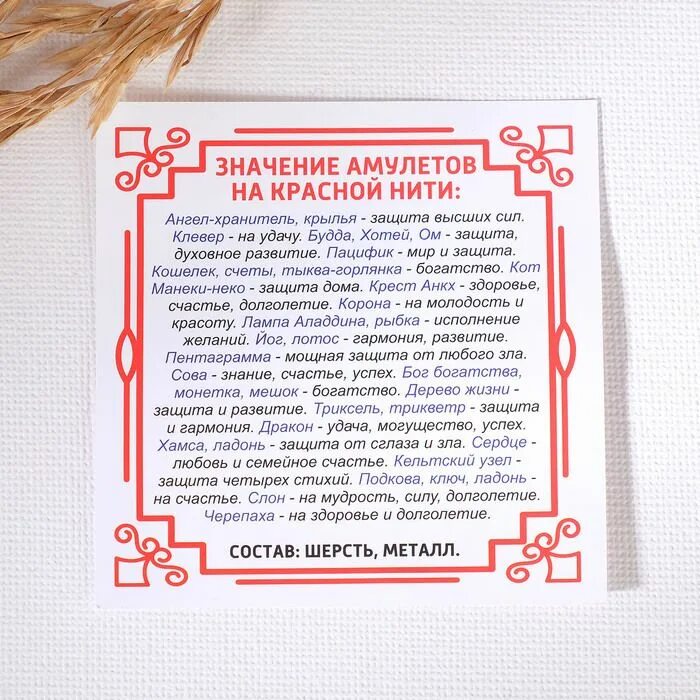 ЗНАЧЕНИЕ АМУЛЕТОВ
НА КРАСНОЙ НИТИ:
Ангел-хранитель, крылья - защита высших сил.
Клевер - на удачу. Будда, Хотей, Ом - защита,
духовное развитие. Пацифик - мир и защита.
Кошелек, счеты, тыква-горлянка - богатство. Кот
Манеки-неко - защита дома. Крест Анкх - здоровье,
счастье, долголетие. Корона - на молодость и
красоту. Лампа Аладдина, рыбка - исполнение
желаний. Йог, лотос - гармония, развитие.
Пентаграмма - мощная защита от любого зла.
Сова - знание, счастье, успех. Бог богатства,
монетка, мешок - богатство. Дерево жизни -
защита и развитие. Триксель, трикветр - защита
и гармония. Дракон - удача, могущество, успех.
Хамса, ладонь - защита от сглаза и зла. Сердце -
любовь и семейное счастье. Кельтский узел -
защита четырех стихий. Подкова, ключ, ладонь -
на счастье. Слон - на мудрость, силу, долголетие.
Черепаха - на здоровье и долголетие.
СОСТАВ: ШЕРСТЬ, МЕТАЛЛ.